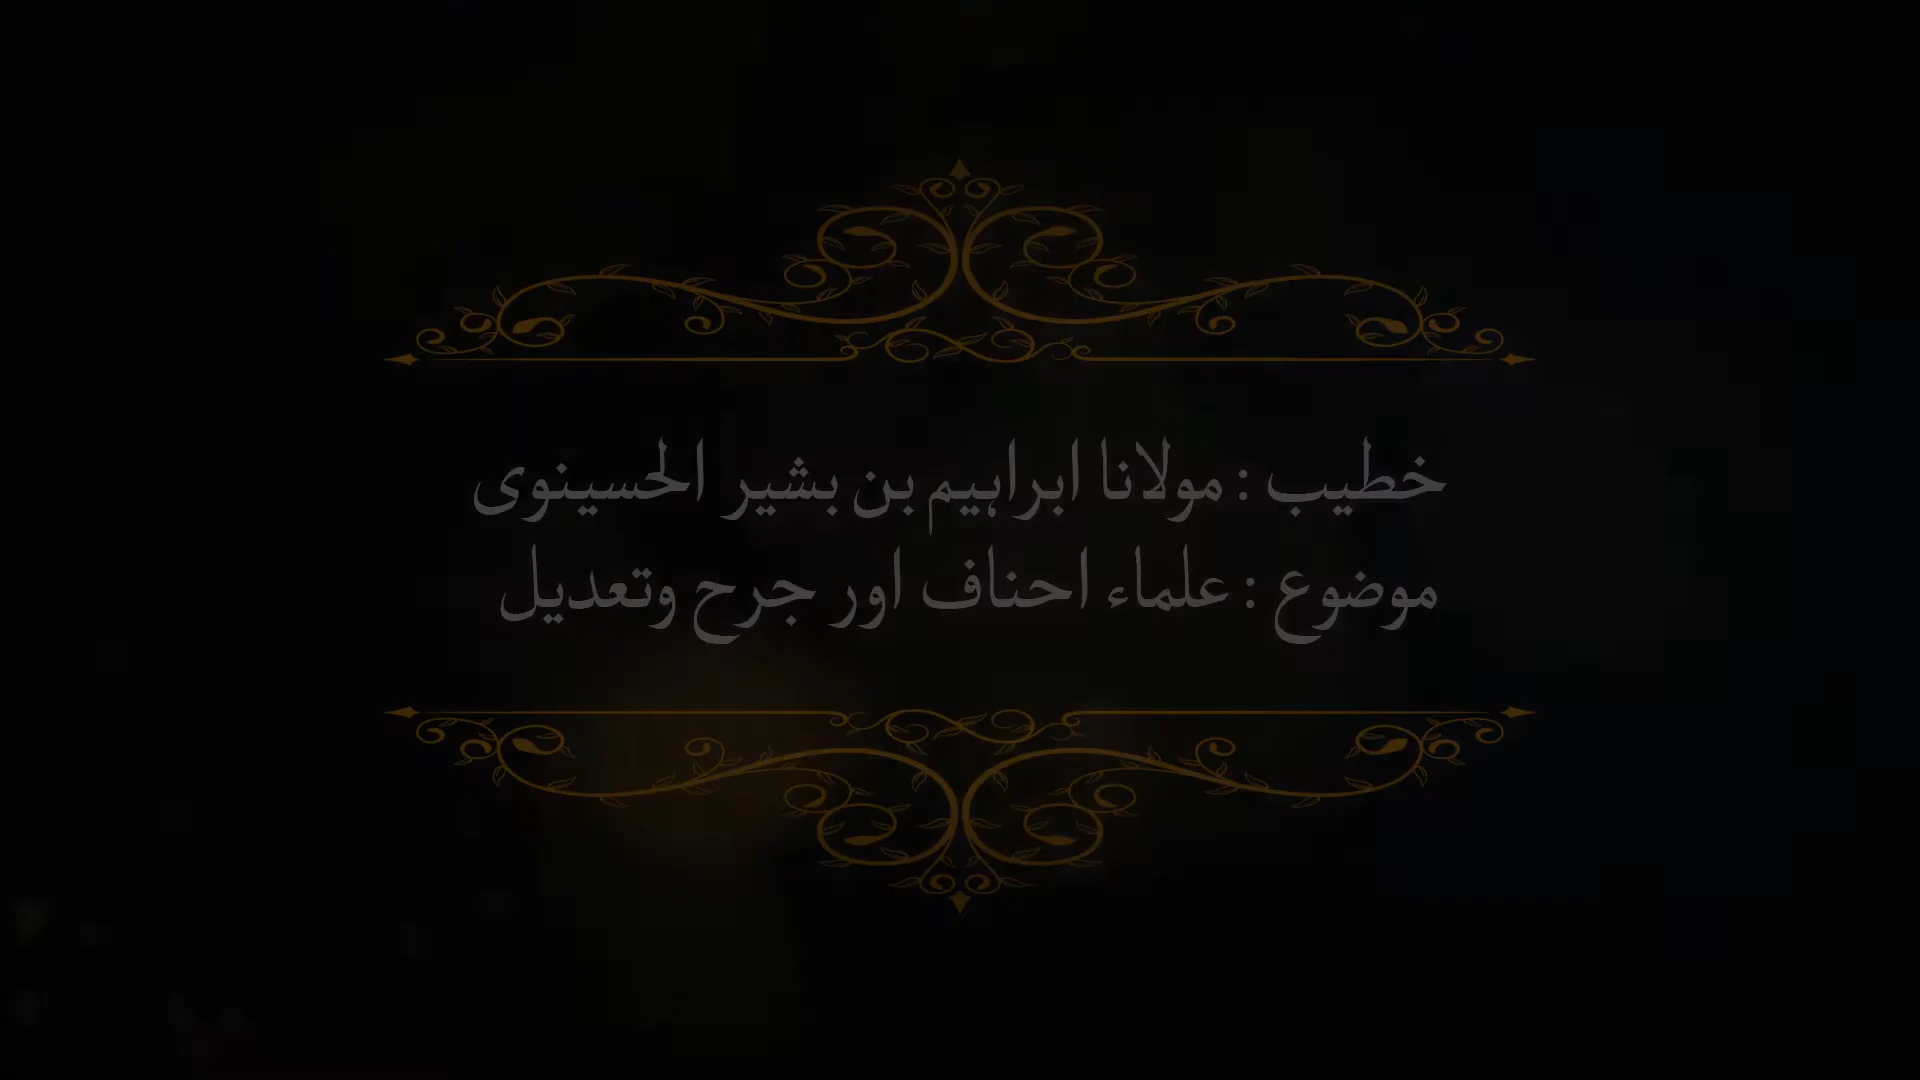 خطیب : مولانا ابراہیم بن بشیر الحسینوی
موضوع : علماء احناف اور جرح وتعدیل